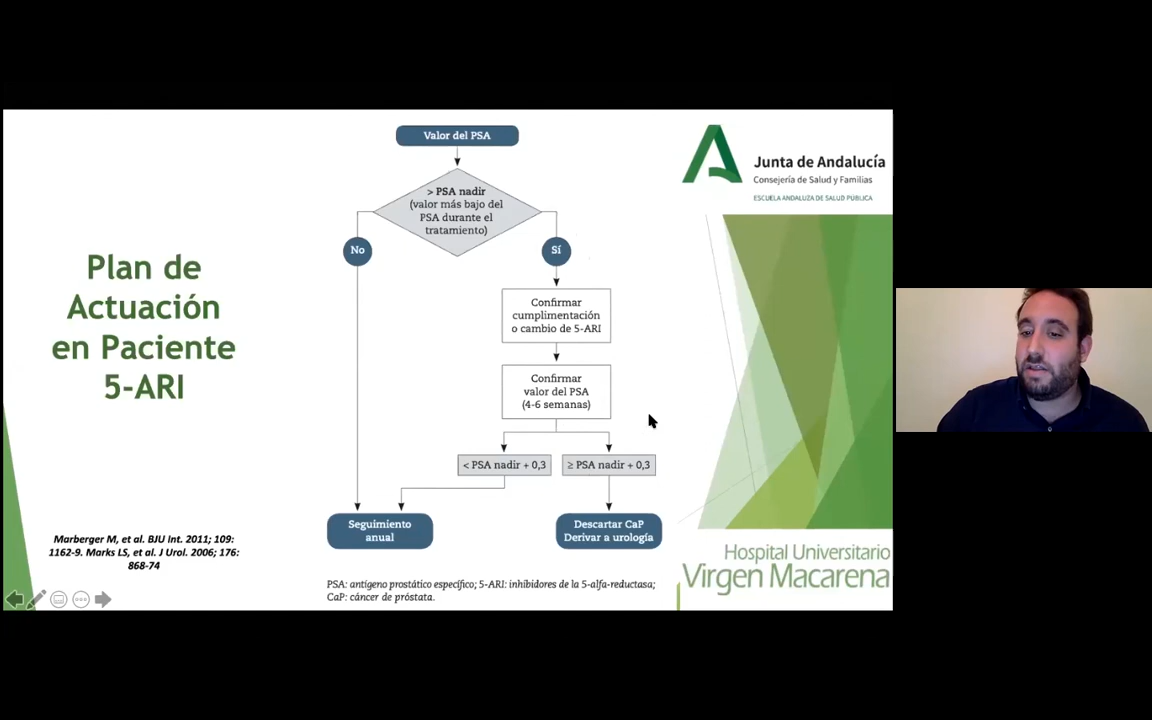 Plan de
Actuación
en Paciente
5-ARI
Marberger M, et al. BJU Int. 2011; 109:
1162-9. Marks LS, et al. J Urol. 2006; 176:
868-74
Valor del PSA
> PSA nadir
(valor más bajo del
PSA durante el
tratamiento)
No
Sí
Confirmar
cumplimentación
o cambio de 5-ARI
Confirmar
valor del PSA
(4-6 semanas)
< PSA nadir + 0,3
≥ PSA nadir + 0,3
Seguimiento
anual
Descartar CaP
Derivar a urología
PSA: antígeno prostático específico; 5-ARI: inhibidores de la 5-alfa-reductasa;
CaP: cáncer de próstata.
Junta de Andalucía
Consejería de Salud y Familias
ESCUELA ANDALUZA DE SALUD PÚBLICA
Hospital Universitario
Virgen Macarena